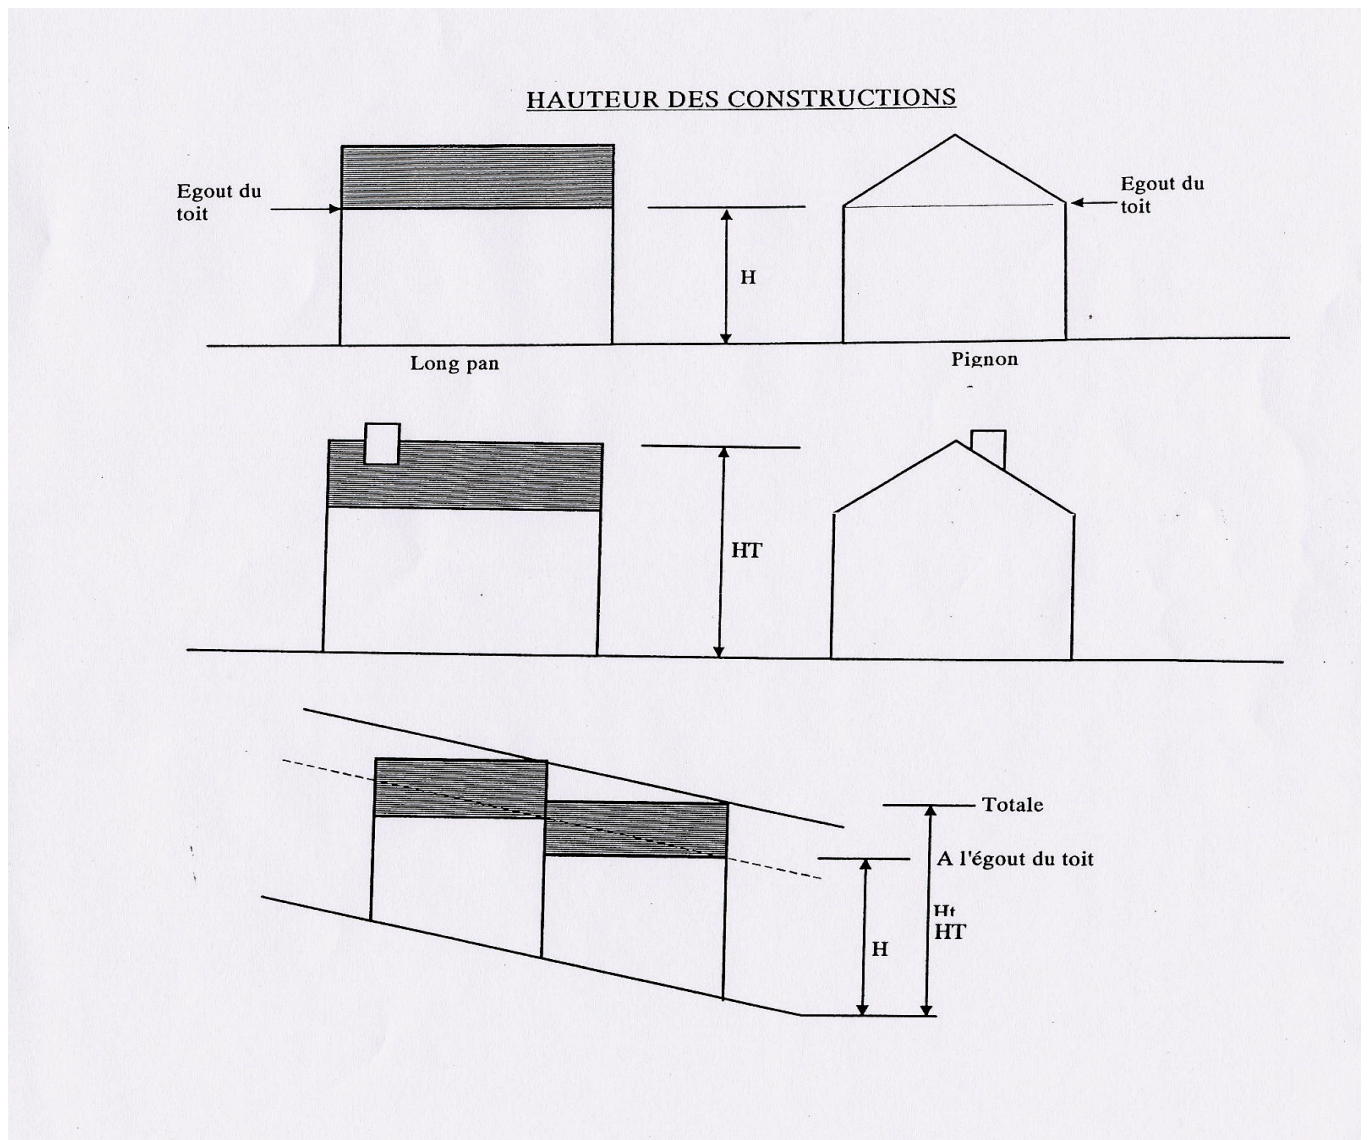 HAUTEUR DES CONSTRUCTIONS
Egout du
toit
Egout du
toit
H
Long pan
Pignon
HT
Totale
A l'égout du toit
Ht
HT
H